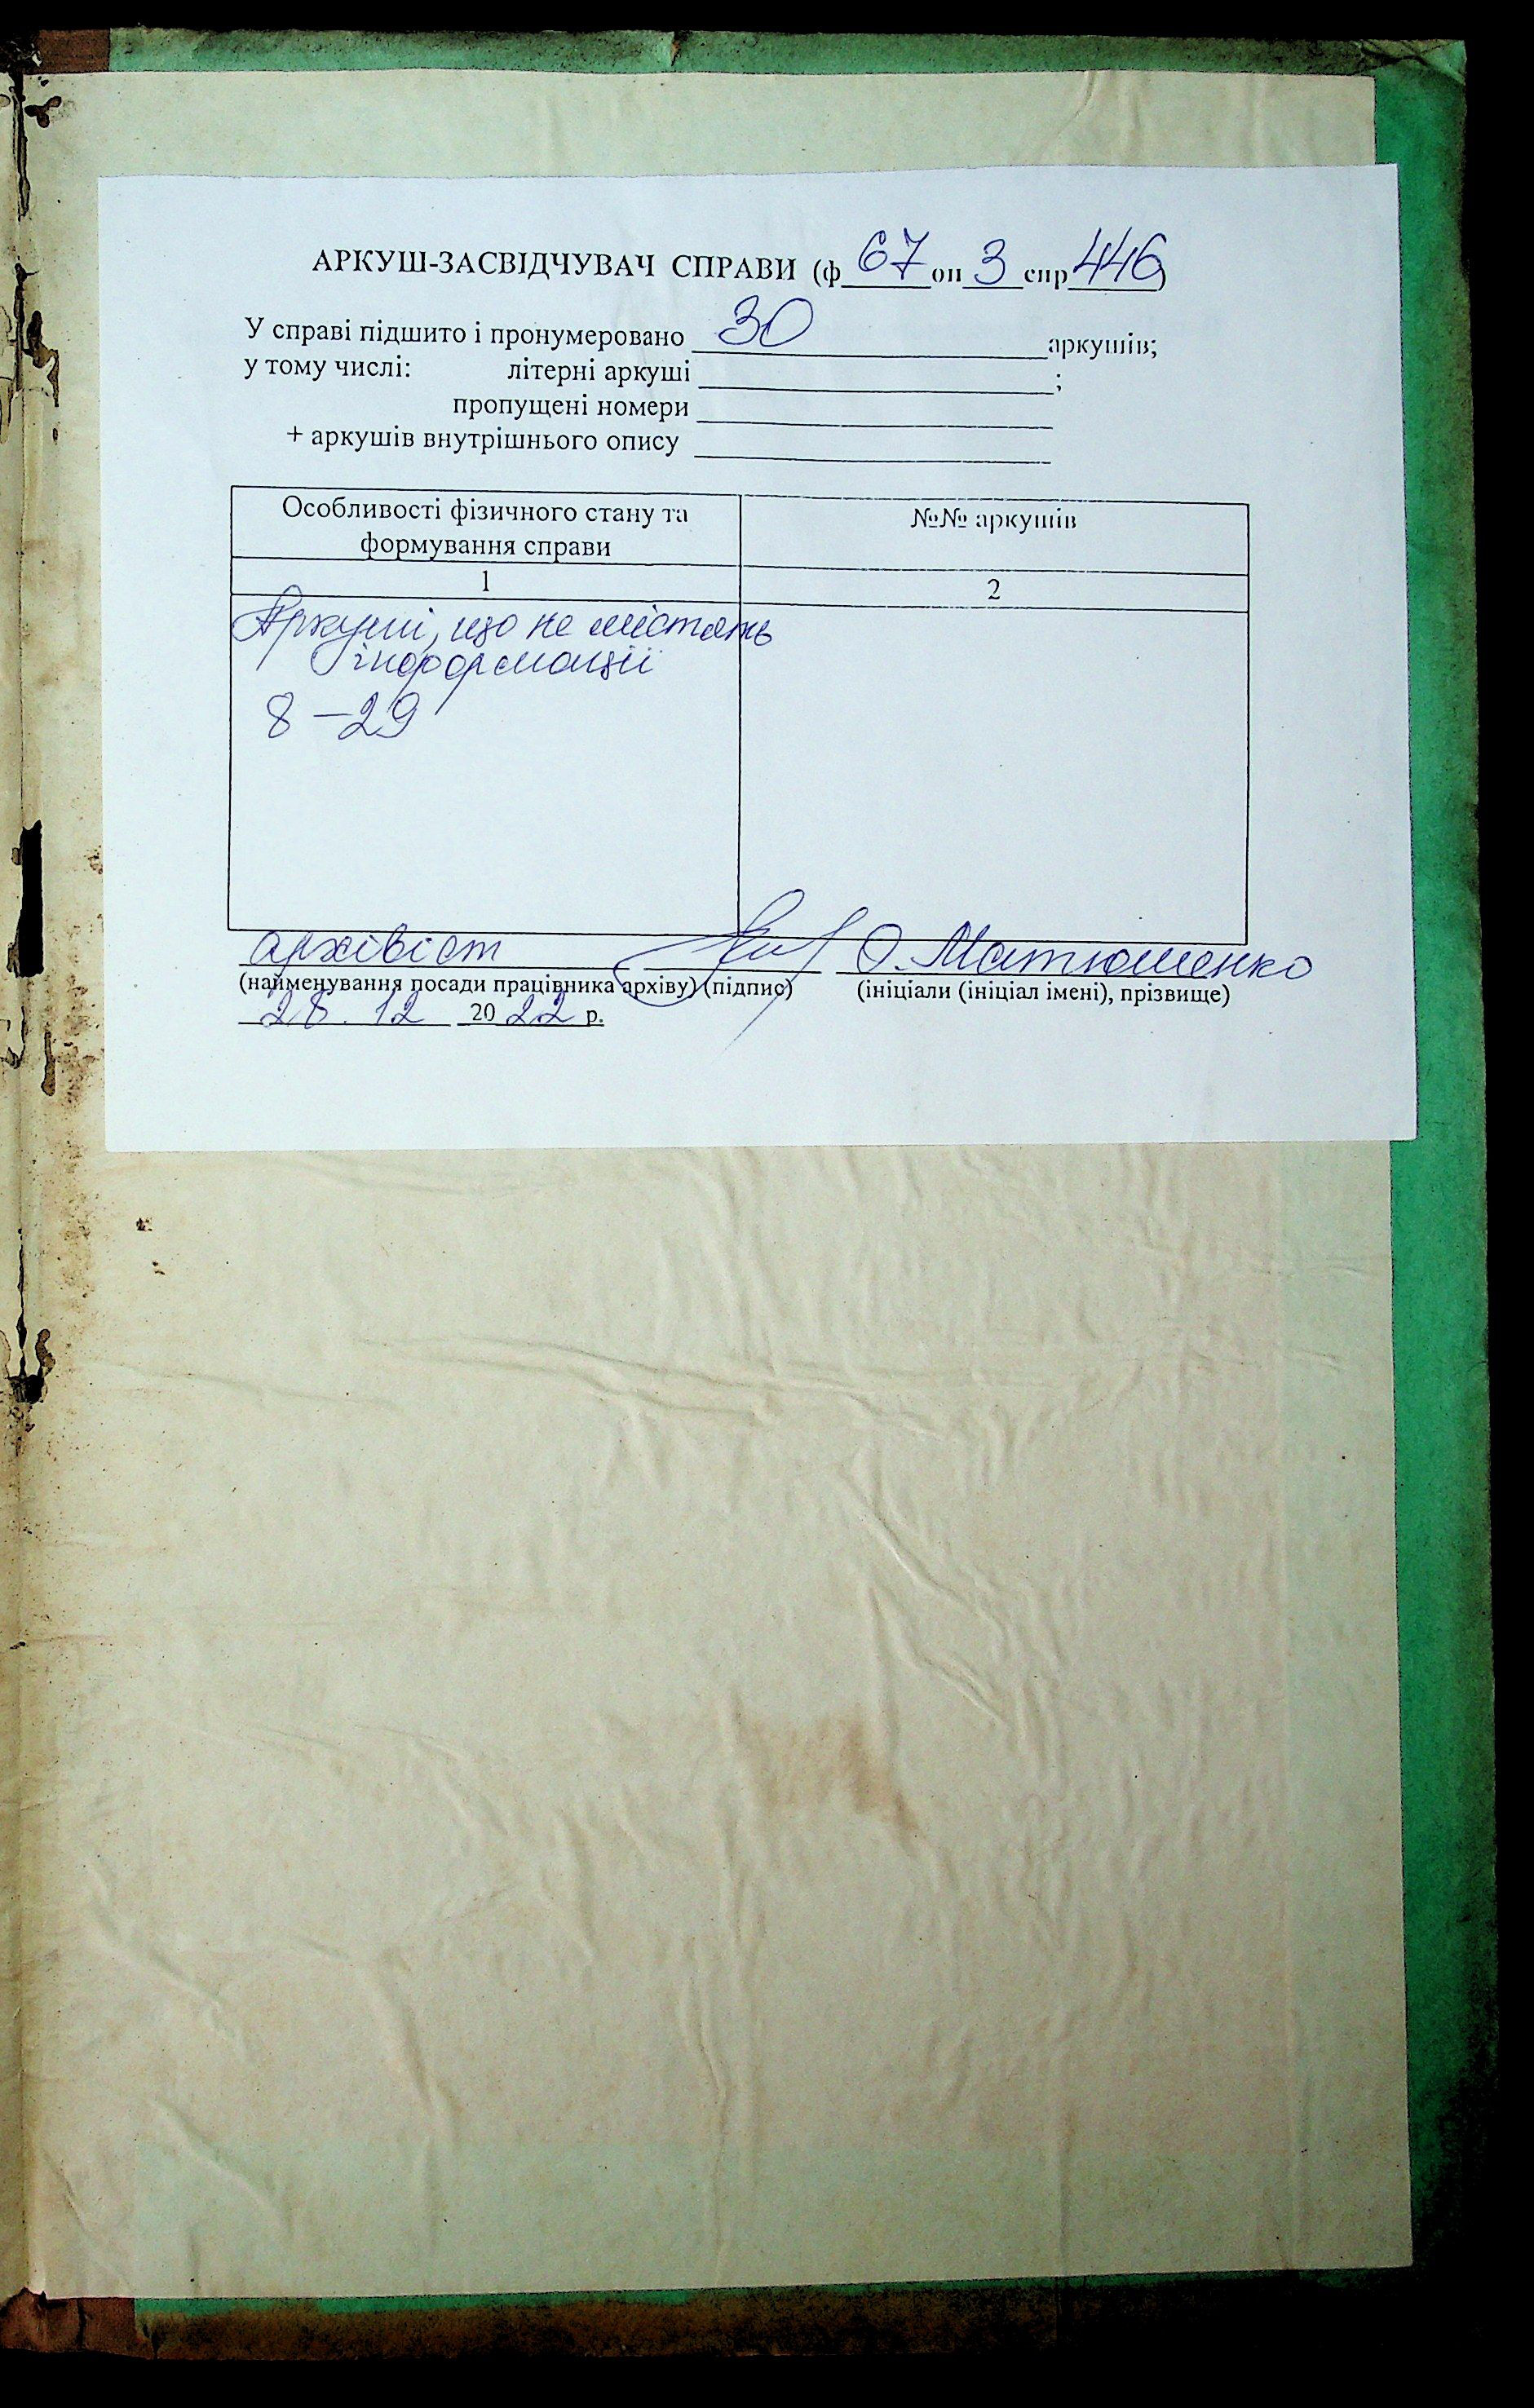 АРКУШ-ЗАСВІДЧУВАЧ СПРАВИ (ф 67 оп 3 спр 446)
У справі підшито і пронумеровано 30 аркушів;
у тому числі: літерні аркуші ;
пропущені номери
+ аркушів внутрішнього опису
Особливості фізичного стану та формування справи
№№ аркушів
1
2
Аркуші, що не містять
інформації
8 – 29
архівіст О. Матюшенко
(найменування посади працівника архіву) (підпис) (ініціали (ініціал імені), прізвище)
28. 12 20 22 р.